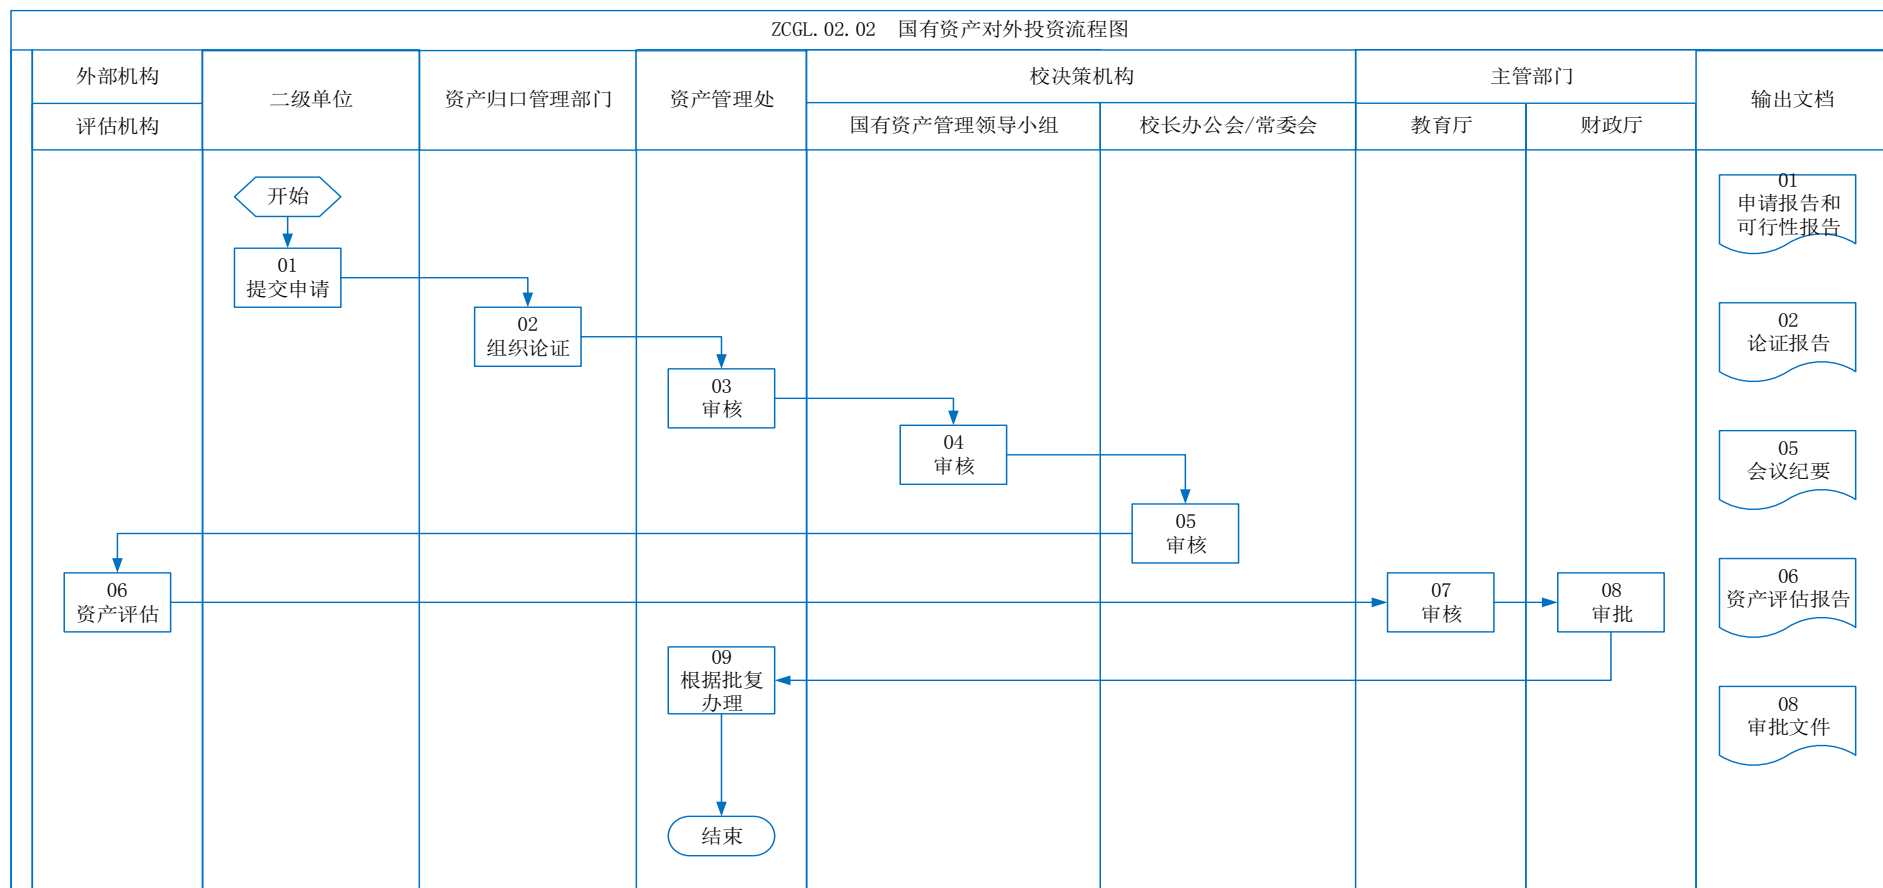 ZCGL.02.02 国有资产对外投资流程图
外部机构
评估机构
二级单位
资产归口管理部门
资产管理处
校决策机构
国有资产管理领导小组
校长办公会/常委会
主管部门
教育厅
财政厅
输出文档
开始
01
提交申请
02
组织论证
03
审核
04
审核
05
审核
06
资产评估
07
审核
08
审批
09
根据批复
办理
结束
01
申请报告和
可行性报告
02
论证报告
05
会议纪要
06
资产评估报告
08
审批文件